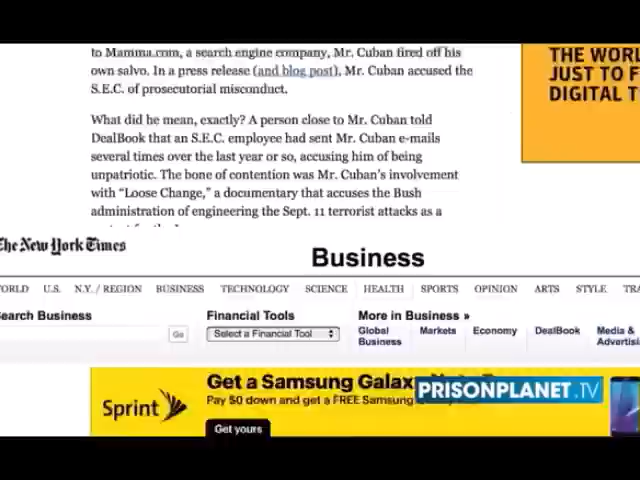 to Mamma.com, a search engine company, Mr. Cuban fired off his
own salvo. In a press release (and blog post), Mr. Cuban accused the
S.E.C. of prosecutorial misconduct.
What did he mean, exactly? A person close to Mr. Cuban told
DealBook that an S.E.C. employee had sent Mr. Cuban e-mails
several times over the last year or so, accusing him of being
unpatriotic. The bone of contention was Mr. Cuban's involvement
with “Loose Change,” a documentary that accuses the Bush
administration of engineering the Sept. 11 terrorist attacks as a
THE WORL
JUST TO F
DIGITAL T
The New York Times
Business
ORLD U.S. N.Y. / REGION BUSINESS TECHNOLOGY SCIENCE HEALTH SPORTS OPINION ARTS STYLE TRA
Search Business
Go
Financial Tools
Select a Financial Tool
More in Business »
Global Business
Markets
Economy
DealBook
Media &
Advertisi
Sprint
Get a Samsung Galax
Pay $0 down and get a FREE Samsung
Get yours
PRISONPLANET.TV